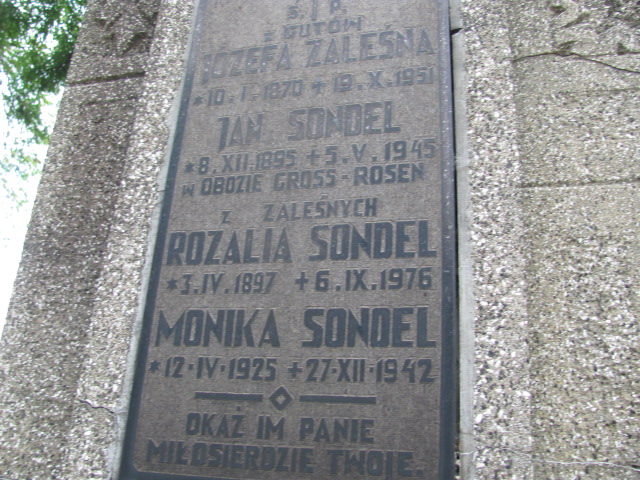 Ś. † P.
Z DUTÓW
JÓZEFA ZALEŚNA
*10.I.1870 +19.X.1951
JAN SONDEL
*8.XII.1895 +5.V.1945
W OBOZIE GROSS-ROSEN
Z ZALEŚNYCH
ROZALIA SONDEL
*3.IV.1897 +6.IX.1976
MONIKA SONDEL
*12·IV·1925 +27·XII·1942
OKAŻ IM PANIE
MIŁOSIERDZIE TWOJE.